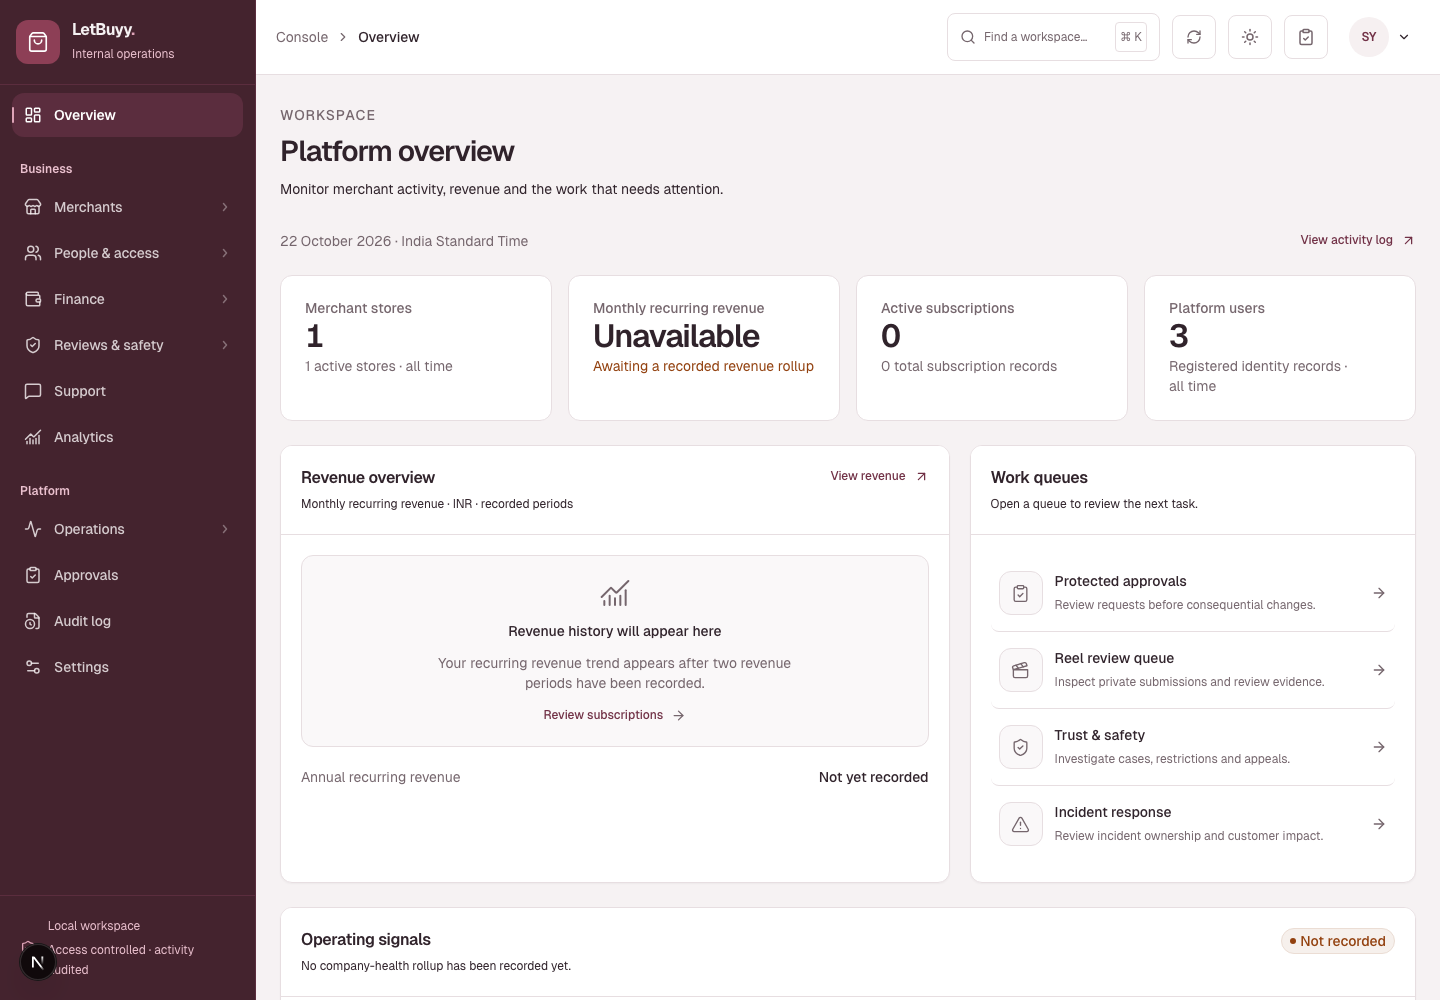 LetBuyy.
Internal operations
Overview
Business
Merchants
People & access
Finance
Reviews & safety
Support
Analytics
Platform
Operations
Approvals
Audit log
Settings
Local workspace
Access controlled · activity
audited
N
Console
Overview
Find a workspace...
⌘ K
SY
WORKSPACE
Platform overview
Monitor merchant activity, revenue and the work that needs attention.
22 October 2026 · India Standard Time
View activity log
Merchant stores
1
1 active stores · all time
Monthly recurring revenue
Unavailable
Awaiting a recorded revenue rollup
Active subscriptions
0
0 total subscription records
Platform users
3
Registered identity records ·
all time
Revenue overview
View revenue
Monthly recurring revenue · INR · recorded periods
Revenue history will appear here
Your recurring revenue trend appears after two revenue
periods have been recorded.
Review subscriptions
Annual recurring revenue
Not yet recorded
Work queues
Open a queue to review the next task.
Protected approvals
Review requests before consequential changes.
Reel review queue
Inspect private submissions and review evidence.
Trust & safety
Investigate cases, restrictions and appeals.
Incident response
Review incident ownership and customer impact.
Operating signals
Not recorded
No company-health rollup has been recorded yet.